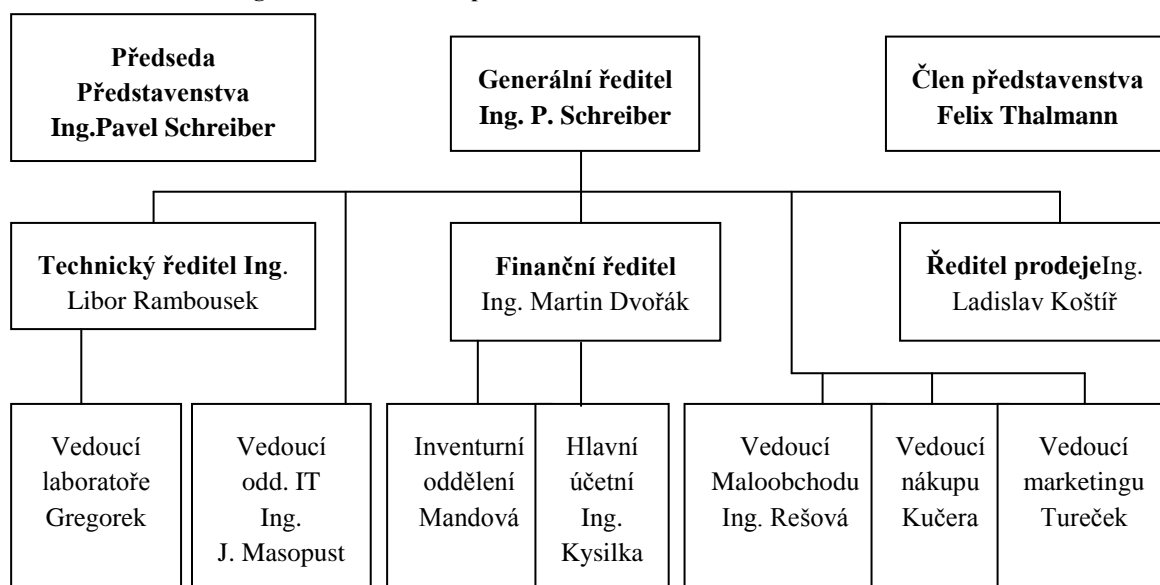 Předseda
Představenstva
Ing.Pavel Schreiber
Generální ředitel
Ing. P. Schreiber
Člen představenstva
Felix Thalmann
Technický ředitel Ing.
Libor Rambousek
Finanční ředitel
Ing. Martin Dvořák
Ředitel prodejeIng.
Ladislav Koštíř
Vedoucí
laboratoře
Gregorek
Vedoucí
odd. IT
Ing.
J. Masopust
Inventurní
oddělení
Mandová
Hlavní
účetní
Ing.
Kysilka
Vedoucí
Maloobchodu
Ing. Rešová
Vedoucí
nákupu
Kučera
Vedoucí
marketingu
Tureček